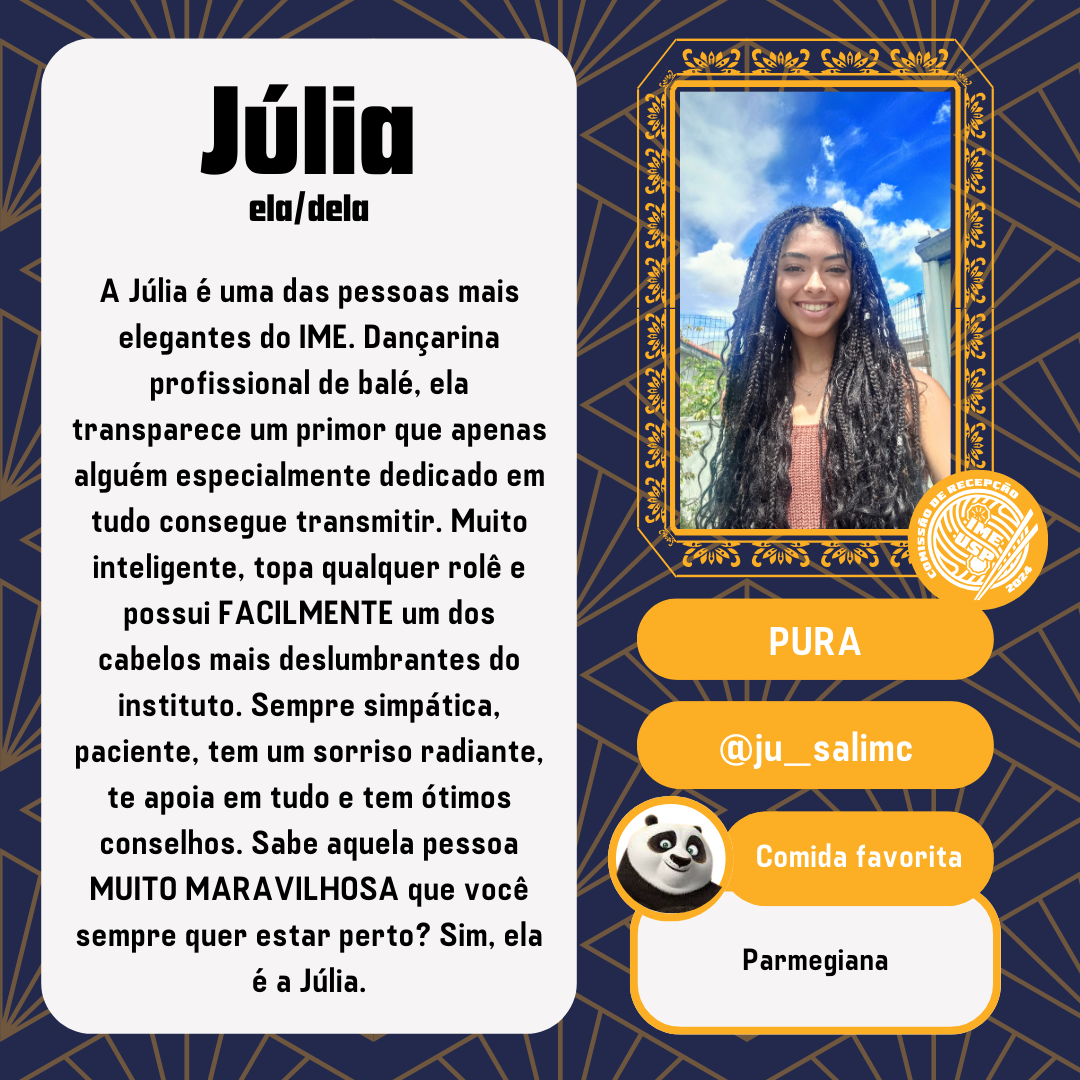 Júlia
ela/dela
A Júlia é uma das pessoas mais
elegantes do IME. Dançarina
profissional de balé, ela
transparece um primor que apenas
alguém especialmente dedicado em
tudo consegue transmitir. Muito
inteligente, topa qualquer rolê e
possui FACILMENTE um dos
cabelos mais deslumbrantes do
instituto. Sempre simpática,
paciente, tem um sorriso radiante,
te apoia em tudo e tem ótimos
conselhos. Sabe aquela pessoa
MUITO MARAVILHOSA que você
sempre quer estar perto? Sim, ela
é a Júlia.
COMISSÃO DE RECEPÇÃO
IME
USP
2024
PURA
@ju_salimc
Comida favorita
Parmegiana